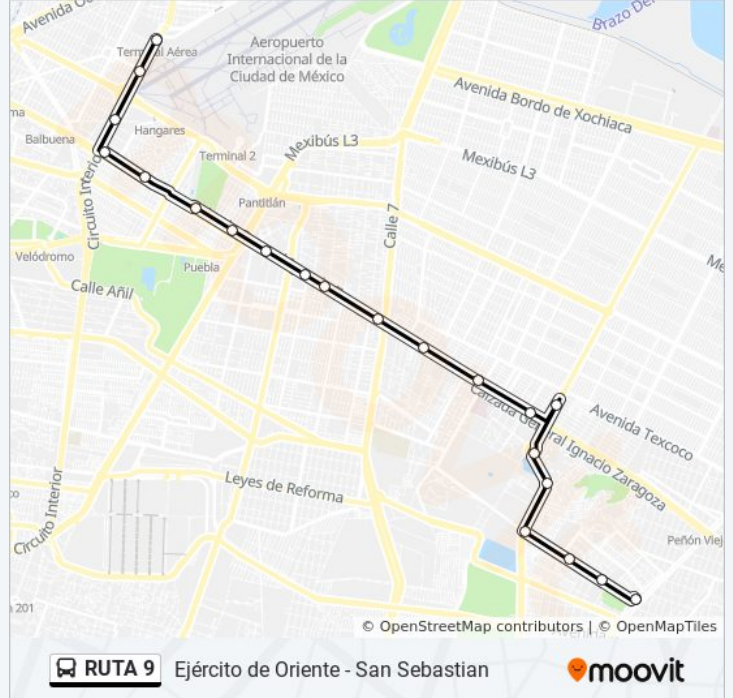 Avenida O
Brazo De
Terminal Aérea
Aeropuerto
Internacional de la
Ciudad de México
Avenida Bordo de Xochiaca
Hangares
Balbuena
Mexibús L3
Terminal 2
Mexibús L3
Circuito Interior
Pantitlán
Calle 7
Velódromo
Puebla
Calle Añil
Calzada General Ignacio Zaragoza
Avenida Texcoco
Leyes de Reforma
Circuito Interior
Peñón Viej
201
© OpenStreetMap contributors | © OpenMapTiles
RUTA 9 Ejército de Oriente - San Sebastian moovit